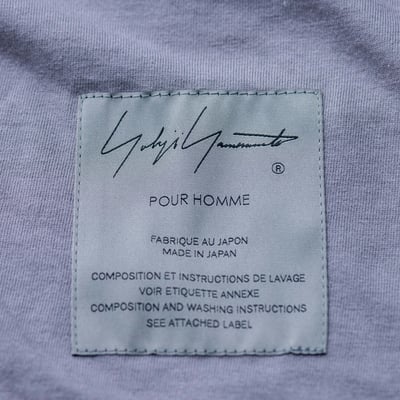 Yohji Yamamoto
®
POUR HOMME
FABRIQUE AU JAPON
MADE IN JAPAN
COMPOSITION ET INSTRUCTIONS DE LAVAGE
VOIR ETIQUETTE ANNEXE
COMPOSITION AND WASHING INSTRUCTIONS
SEE ATTACHED LABEL